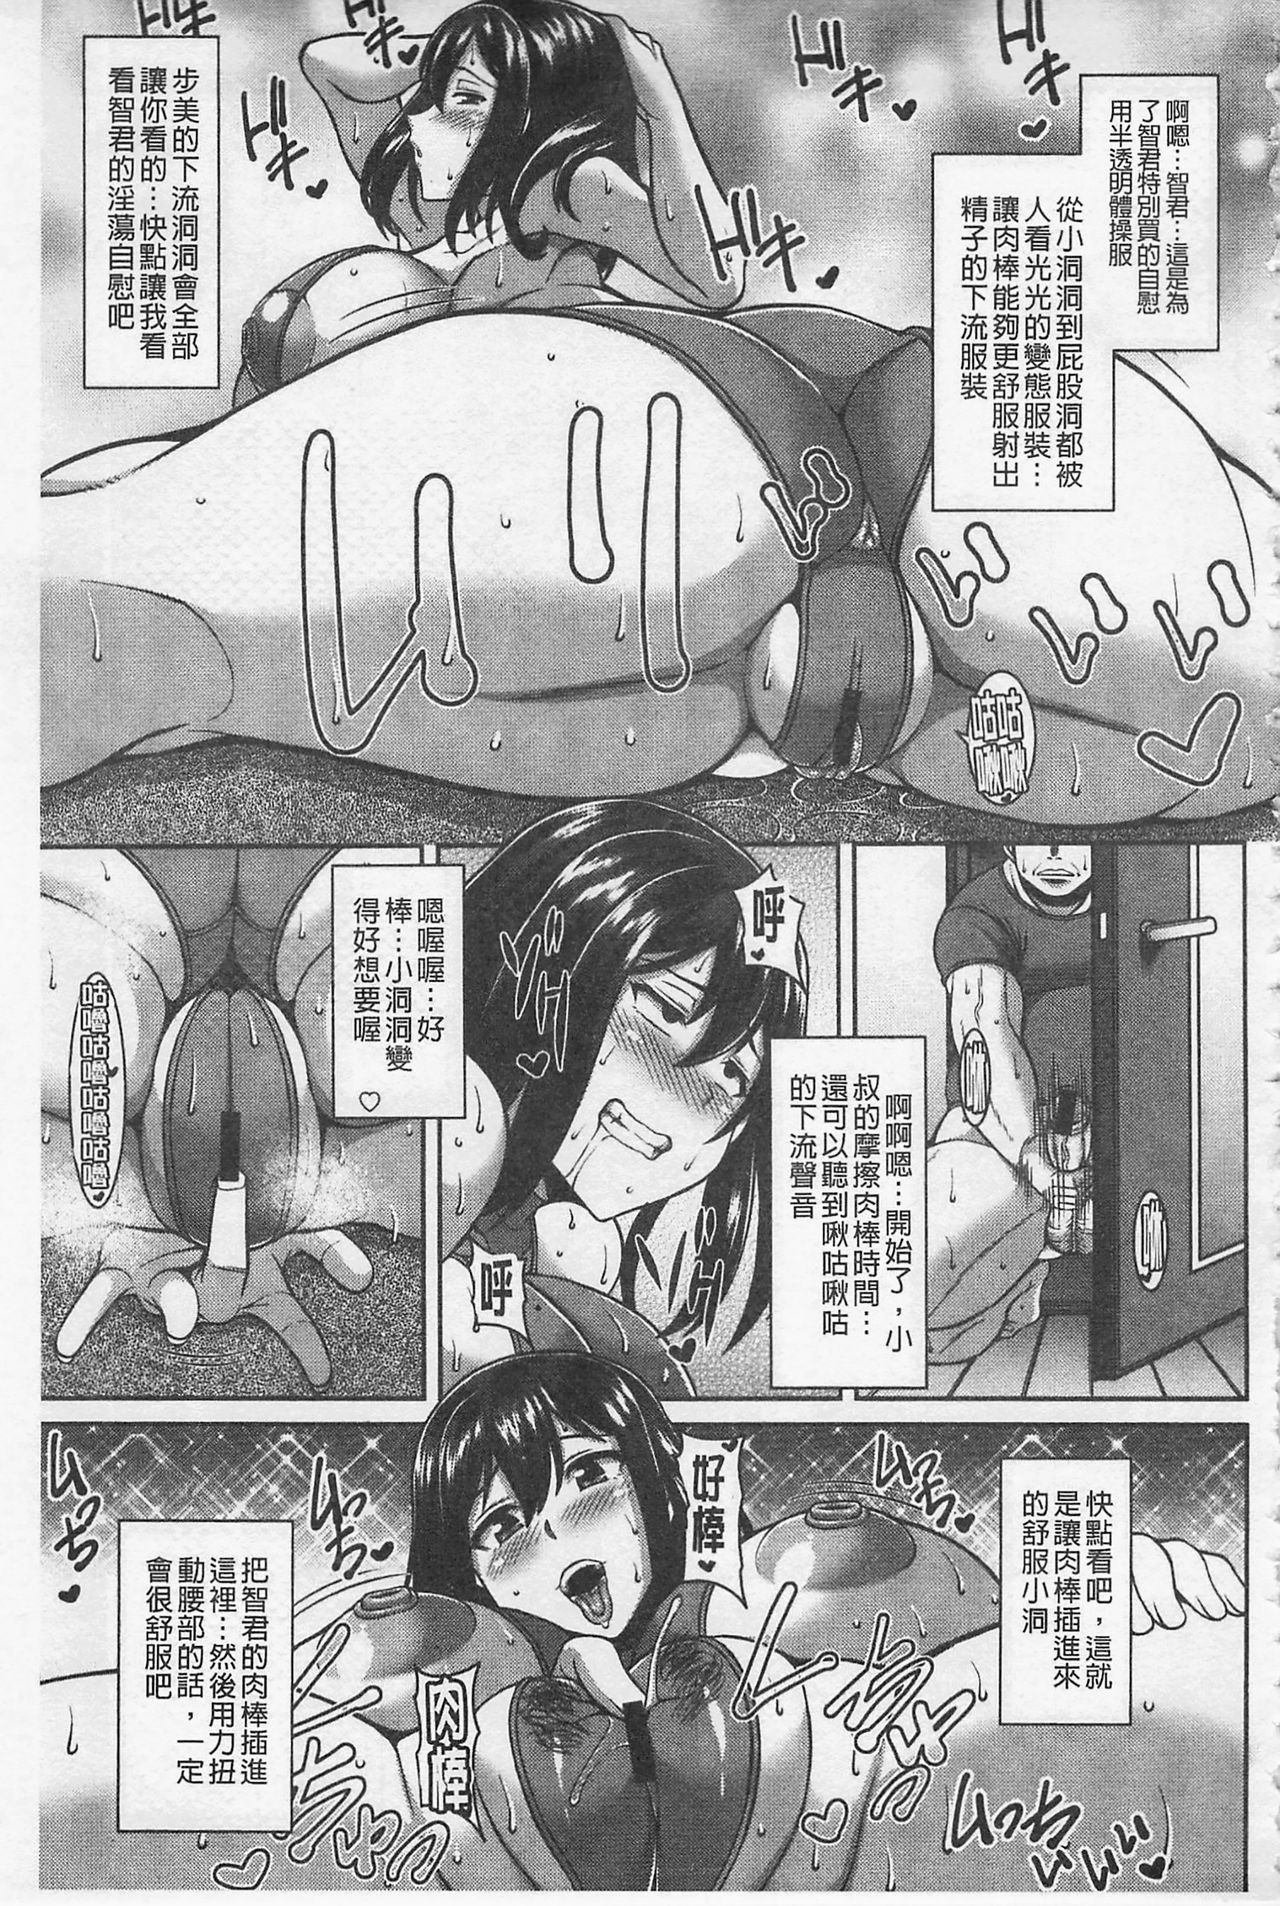 啊嗯…智君…這是為
了智君特別買的自慰
用半透明體操服
從小洞洞到屁股洞都被
人看光光的變態服裝…
讓肉棒能夠更舒服射出
精子的下流服裝
步美的下流洞洞會全部
讓你看的…快點讓我看
看智君的淫蕩自慰吧
ドキ
ドキ
ドキ
ドキ
咕啾
咕啾
啊啊嗯…開始了，小
叔的摩擦肉棒時間…
還可以聽到啾咕啾咕
的下流聲音
呼
呼
嗯喔喔…好
棒…小洞洞變
得好想要喔♡
咕嚕咕嚕咕嚕咕嚕
快點看吧，這就
是讓肉棒插進來
的舒服小洞
好棒
肉棒
把智君的肉棒插進
這裡…然後用力扭
動腰部的話，一定
會很舒服吧